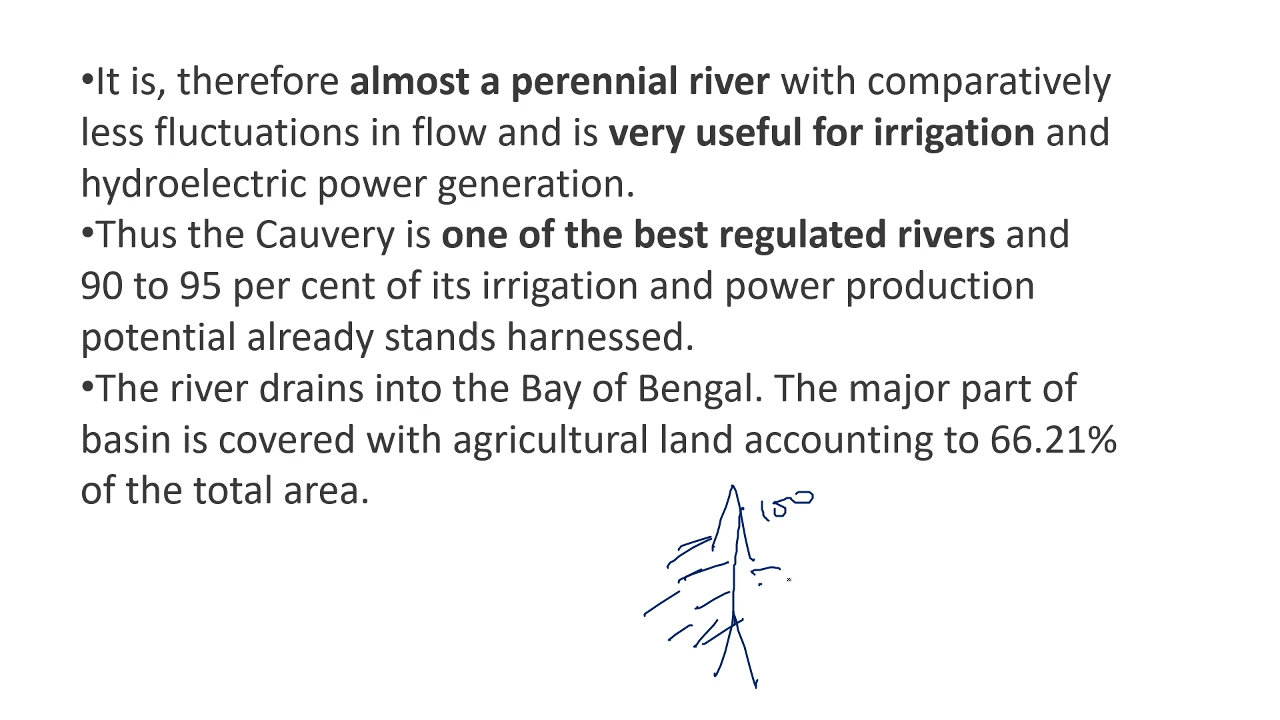 •It is, therefore almost a perennial river with comparatively
less fluctuations in flow and is very useful for irrigation and
hydroelectric power generation.
•Thus the Cauvery is one of the best regulated rivers and
90 to 95 per cent of its irrigation and power production
potential already stands harnessed.
•The river drains into the Bay of Bengal. The major part of
basin is covered with agricultural land accounting to 66.21%
of the total area.
100